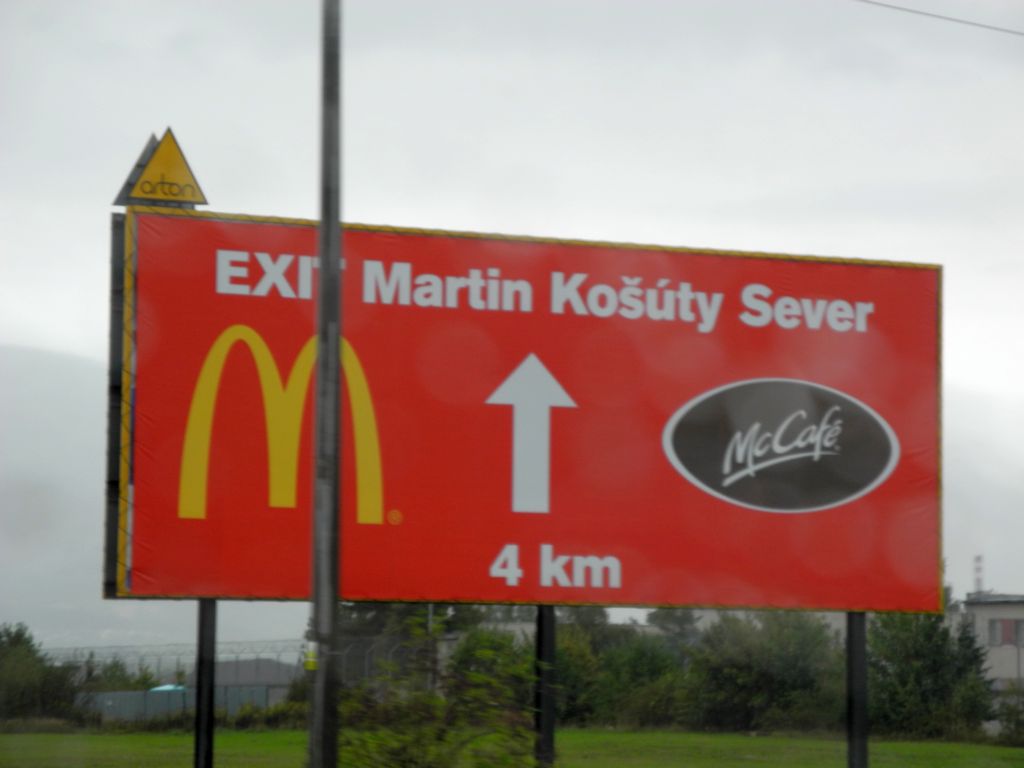 arton
EXIT Martin Košúty Sever
M
McCafé
4 km